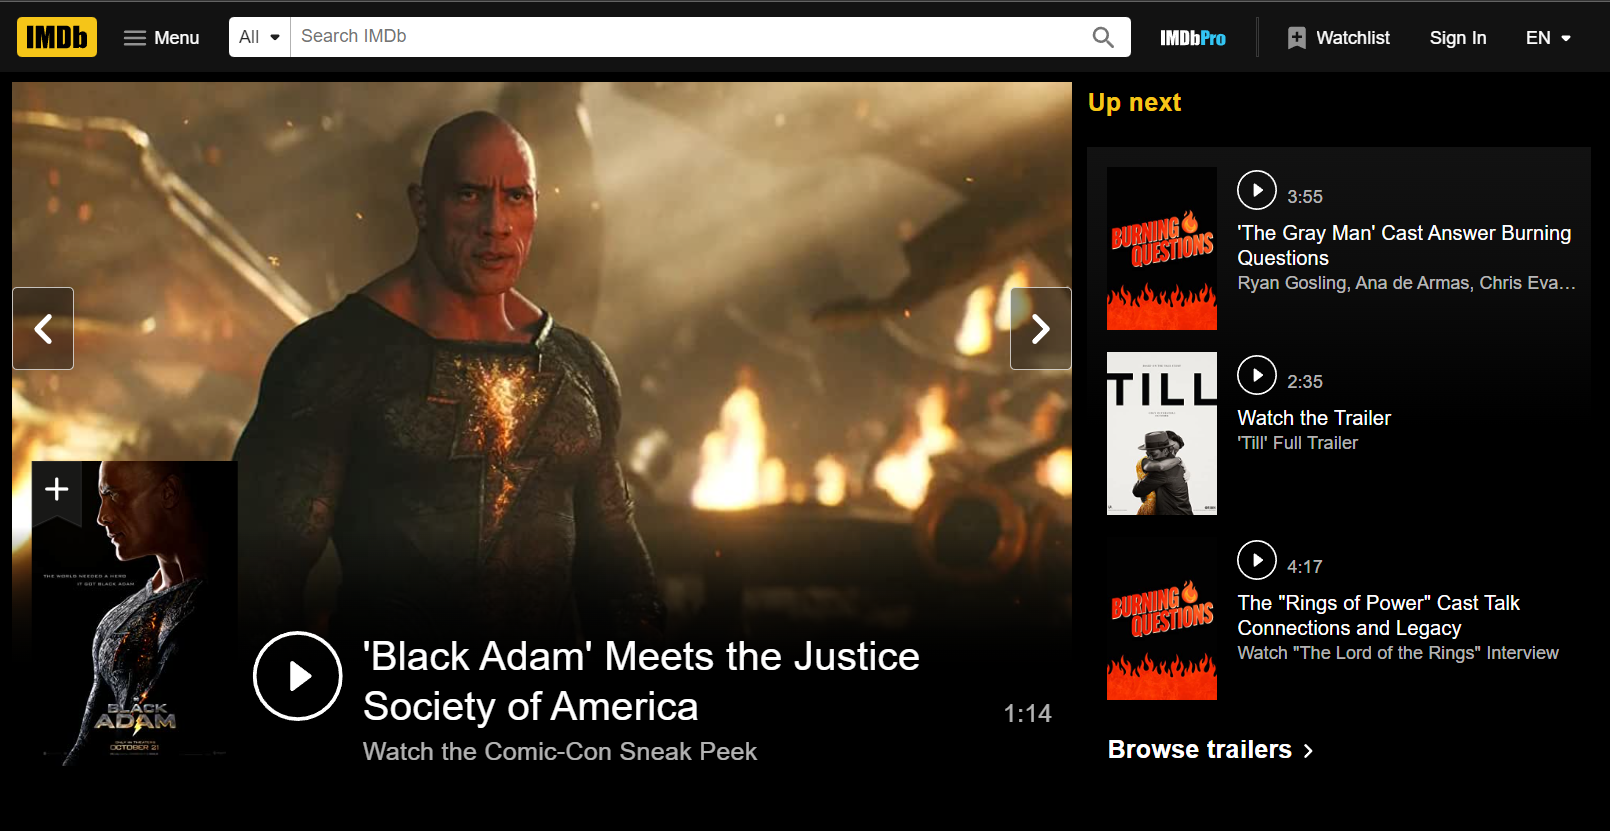 IMDb
Menu
All
Search IMDb
IMDbPro
Watchlist
Sign In
EN
THE WORLD NEEDED A HERO
IT GOT BLACK ADAM
BLACK
ADAM
ONLY IN THEATERS
OCTOBER 21
'Black Adam' Meets the Justice
Society of America
Watch the Comic-Con Sneak Peek
1:14
Up next
BURNING
QUESTIONS
3:55
'The Gray Man' Cast Answer Burning
Questions
Ryan Gosling, Ana de Armas, Chris Eva...
TILL
2:35
Watch the Trailer
'Till' Full Trailer
BURNING
QUESTIONS
4:17
The "Rings of Power" Cast Talk
Connections and Legacy
Watch "The Lord of the Rings" Interview
Browse trailers